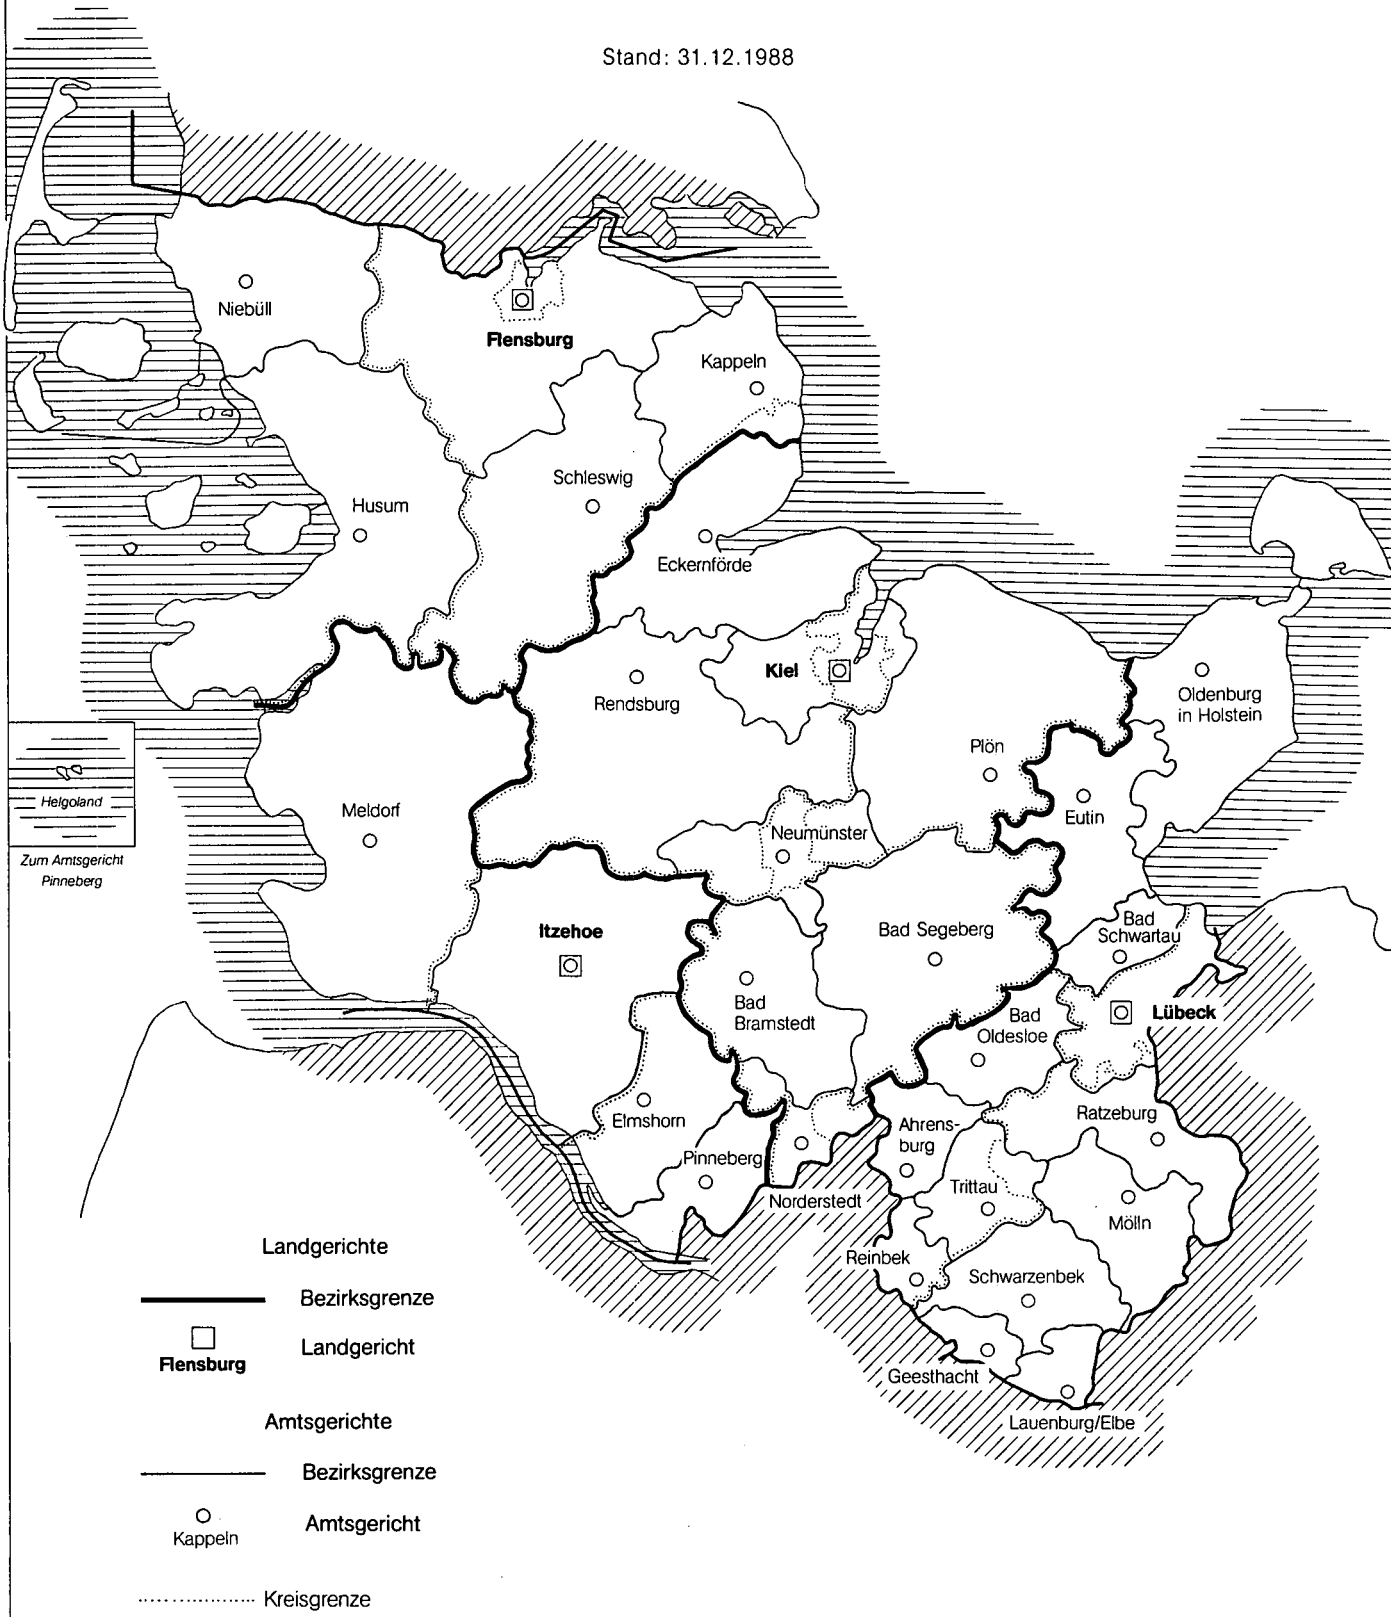 Stand: 31.12.1988
Niebüll
Flensburg
Kappeln
Schleswig
Husum
Eckernförde
Kiel
Rendsburg
Oldenburg
in Holstein
Plön
Helgoland
Zum Amtsgericht
Pinneberg
Meldorf
Eutin
Neumünster
Itzehoe
Bad Segeberg
Bad
Schwartau
Bad
Bramstedt
Bad
Oldesloe
Lübeck
Elmshorn
Ahrens-
burg
Ratzeburg
Pinneberg
Norderstedt
Trittau
Mölln
Reinbek
Schwarzenbek
Geesthacht
Lauenburg/Elbe
Landgerichte
Bezirksgrenze
Landgericht
Flensburg
Amtsgerichte
Bezirksgrenze
Amtsgericht
Kappeln
Kreisgrenze